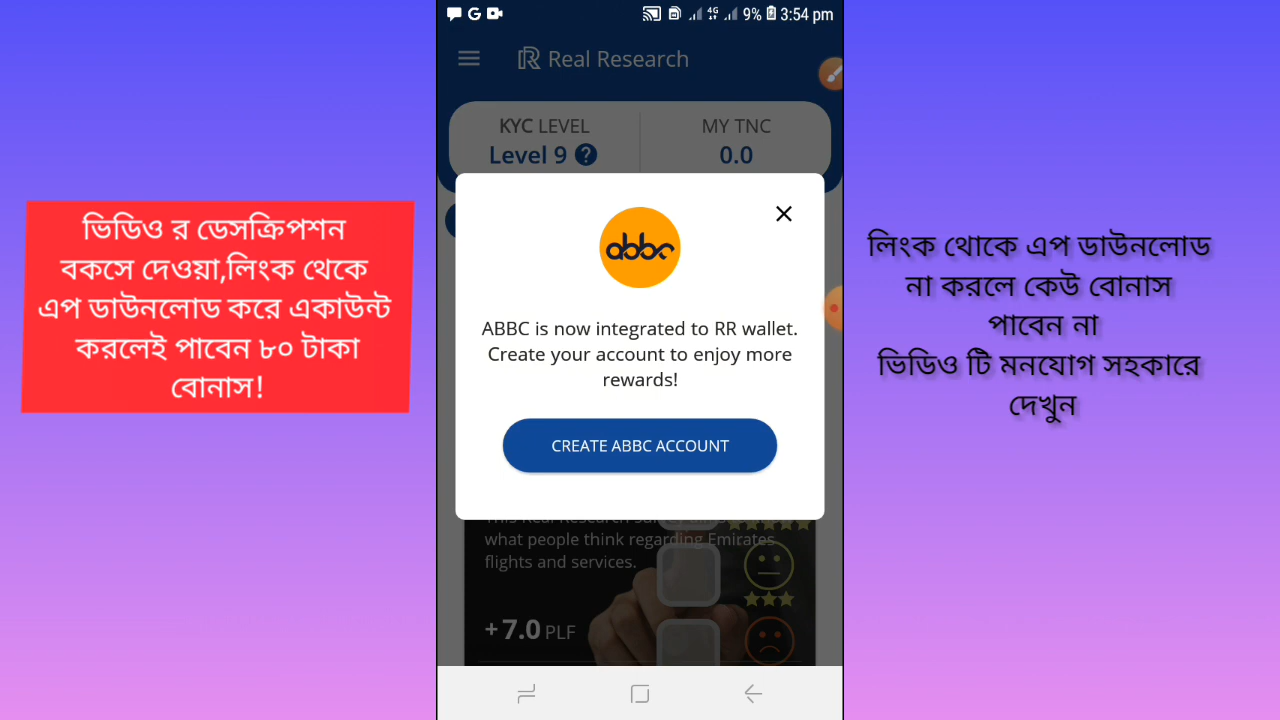 9% 3:54 pm
Real Research
KYC LEVEL
Level 9 ?
MY TNC
0.0
abbc
ABBC is now integrated to RR wallet.
Create your account to enjoy more
rewards!
CREATE ABBC ACCOUNT
what people think regarding Emirates
flights and services.
+7.0 PLF
ভিডিও র ডেসক্রিপশন
বকসে দেওয়া,লিংক থেকে
এপ ডাউনলোড করে একাউন্ট
করলেই পাবেন ৮০ টাকা
বোনাস!
লিংক থোকে এপ ডাউনলোড
না করলে কেউ বোনাস
পাবেন না
ভিডিও টি মনযোগ সহকারে
দেখুন